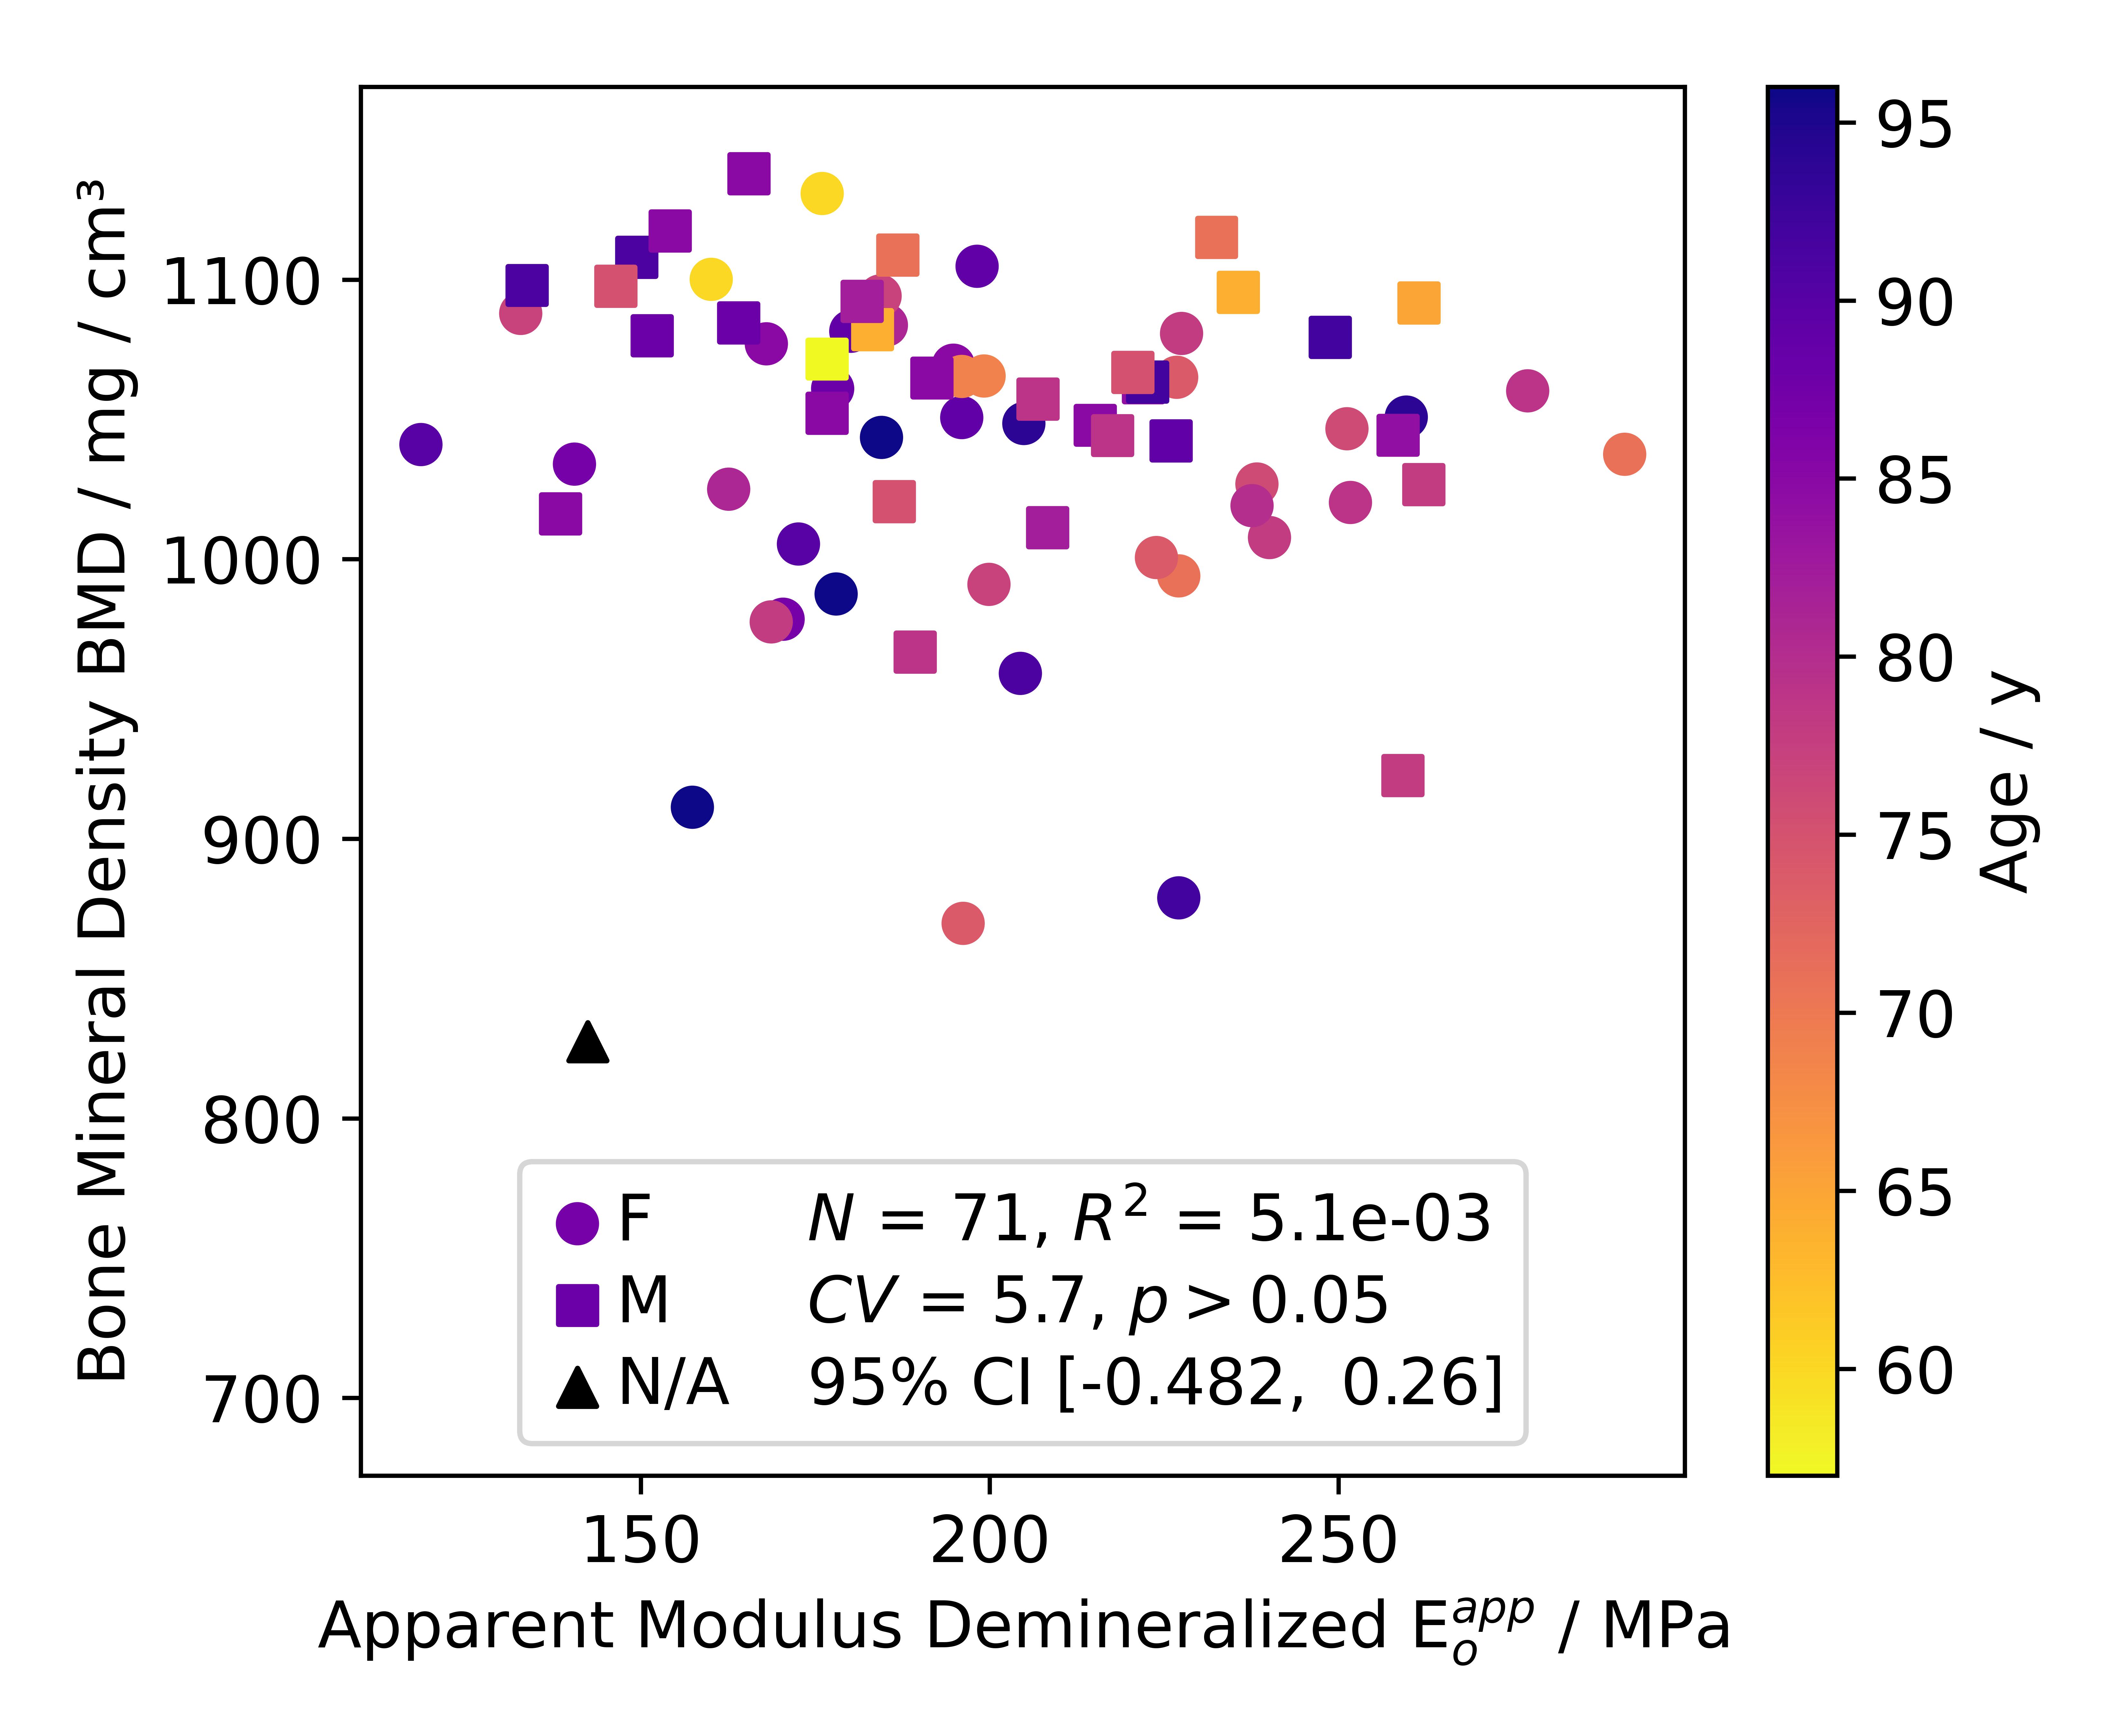 Bone Mineral Density BMD / mg / cm³
1100
1000
900
800
700
F N = 71, R² = 5.1e-03
M CV = 5.7, p > 0.05
N/A 95% CI [-0.482, 0.26]
150 200 250
Apparent Modulus Demineralized E_o^app / MPa
95
90
85
80
75
70
65
60
Age / y